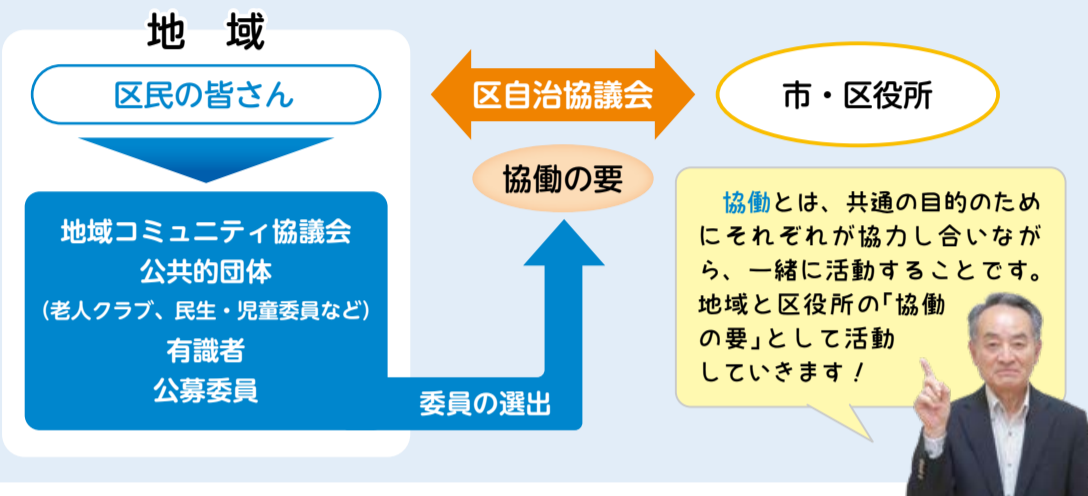 地　域
区民の皆さん
地域コミュニティ協議会
公共的団体
（老人クラブ、民生・児童委員など）
有識者
公募委員
委員の選出
区自治協議会
協働の要
市・区役所
協働とは、共通の目的のため
にそれぞれが協力し合いなが
ら、一緒に活動することです。
地域と区役所の「協働
の要」として活動
していきます！